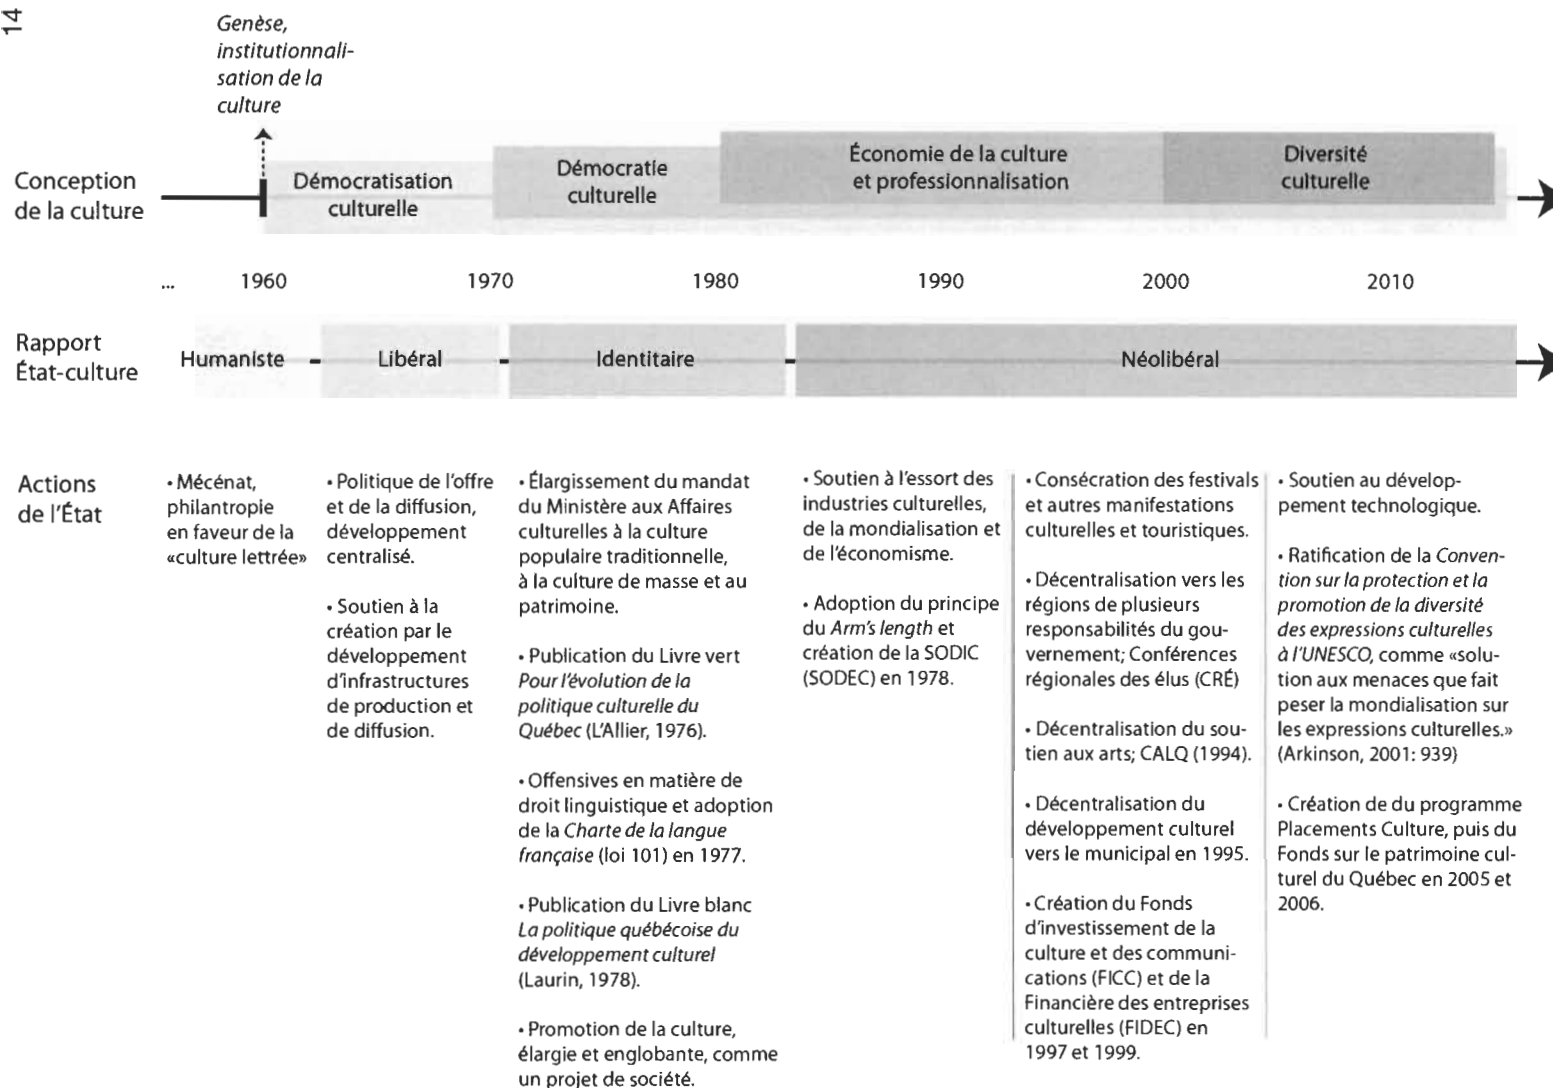 14
Genèse,
institutionnali-
sation de la
culture
Conception
de la culture
Démocratisation
culturelle
Démocratie
culturelle
Économie de la culture
et professionnalisation
Diversité
culturelle
... 1960 1970 1980 1990 2000 2010
Rapport
État-culture
Humaniste - Libéral - Identitaire - Néolibéral
Actions
de l'État
• Mécénat,
philantropie
en faveur de la
«culture lettrée»
• Politique de l'offre
et de la diffusion,
développement
centralisé.
• Soutien à la
création par le
développement
d'infrastructures
de production et
de diffusion.
• Élargissement du mandat
du Ministère aux Affaires
culturelles à la culture
populaire traditionnelle,
à la culture de masse et au
patrimoine.
• Publication du Livre vert
Pour l'évolution de la
politique culturelle du
Québec (L'Allier, 1976).
• Offensives en matière de
droit linguistique et adoption
de la Charte de la langue
française (loi 101) en 1977.
• Publication du Livre blanc
La politique québécoise du
développement culturel
(Laurin, 1978).
• Promotion de la culture,
élargie et englobante, comme
un projet de société.
• Soutien à l'essort des
industries culturelles,
de la mondialisation et
de l'économisme.
• Adoption du principe
du Arm's length et
création de la SODIC
(SODEC) en 1978.
• Consécration des festivals
et autres manifestations
culturelles et touristiques.
• Décentralisation vers les
régions de plusieurs
responsabilités du gou-
vernement; Conférences
régionales des élus (CRÉ)
• Décentralisation du sou-
tien aux arts; CALQ (1994).
• Décentralisation du
développement culturel
vers le municipal en 1995.
• Création du Fonds
d'investissement de la
culture et des communi-
cations (FICC) et de la
Financière des entreprises
culturelles (FIDEC) en
1997 et 1999.
• Soutien au dévelop-
pement technologique.
• Ratification de la Conven-
tion sur la protection et la
promotion de la diversité
des expressions culturelles
à l'UNESCO, comme «solu-
tion aux menaces que fait
peser la mondialisation sur
les expressions culturelles.»
(Arkinson, 2001: 939)
• Création de du programme
Placements Culture, puis du
Fonds sur le patrimoine cul-
turel du Québec en 2005 et
2006.